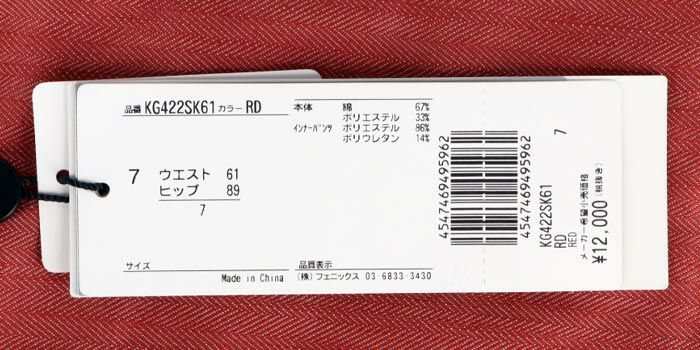 品番 KG422SK61 カラー RD
本体 綿 67%
ポリエステル 33%
インナーパンツ ポリエステル 86%
ポリウレタン 14%
7 ウエスト 61
ヒップ 89
7
サイズ
Made in China
品質表示
(株)フェニックス 03-6833-3430
4547469495962
4547469495962
KG422SK61 7
RD
RED
メーカー希望小売価格
¥12,000(税抜き)